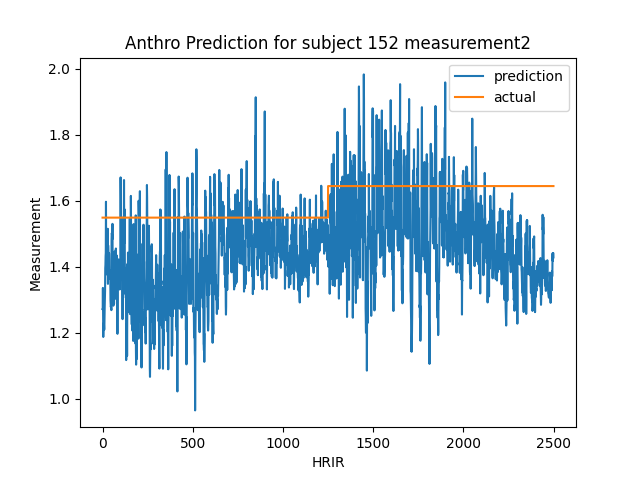 Anthro Prediction for subject 152 measurement2
prediction
actual
2.0
1.8
1.6
1.4
1.2
1.0
Measurement
0
500
1000
1500
2000
2500
HRIR